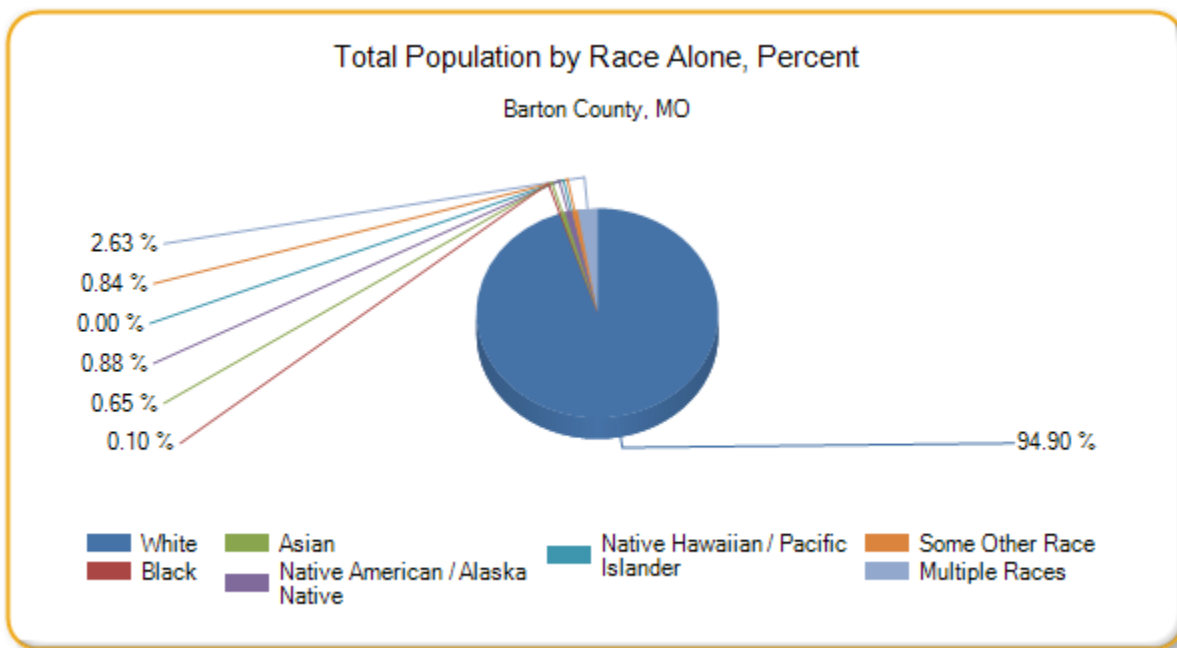 Total Population by Race Alone, Percent
Barton County, MO
2.63 %
0.84 %
0.00 %
0.88 %
0.65 %
0.10 %
94.90 %
White
Black
Asian
Native American / Alaska
Native
Native Hawaiian / Pacific
Islander
Some Other Race
Multiple Races